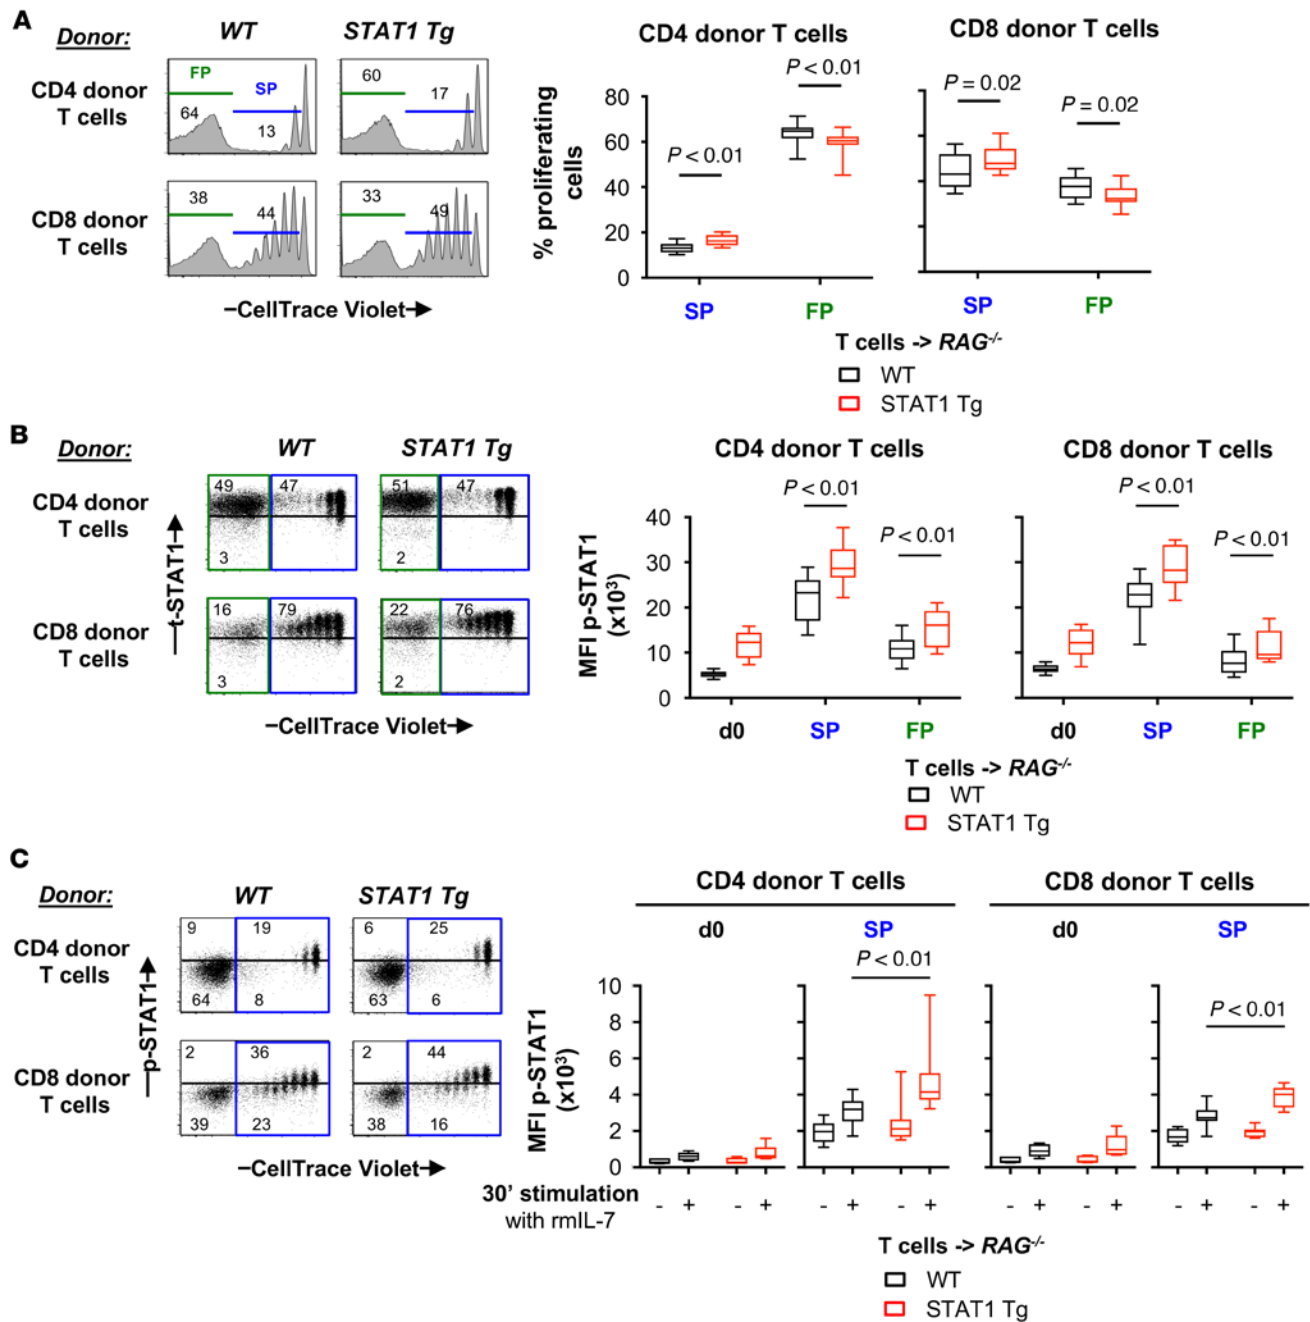 A
Donor: WT STAT1 Tg
CD4 donor T cells
FP
SP
64
13
60
17
CD8 donor T cells
38
44
33
49
–CellTrace Violet→
CD4 donor T cells
CD8 donor T cells
% proliferating cells
80
60
40
20
0
P < 0.01
P < 0.01
P = 0.02
P = 0.02
SP FP SP FP
T cells -> RAG-/-
WT
STAT1 Tg
B
Donor: WT STAT1 Tg
CD4 donor T cells
49
47
3
51
47
2
CD8 donor T cells
16
79
3
22
76
2
—t-STAT1→
–CellTrace Violet→
CD4 donor T cells
CD8 donor T cells
MFI p-STAT1 (x10³)
40
30
20
10
0
P < 0.01
P < 0.01
P < 0.01
P < 0.01
d0 SP FP d0 SP FP
T cells -> RAG-/-
WT
STAT1 Tg
C
Donor: WT STAT1 Tg
CD4 donor T cells
9
19
64
8
6
25
63
6
CD8 donor T cells
2
36
39
23
2
44
38
16
—p-STAT1→
–CellTrace Violet→
CD4 donor T cells
CD8 donor T cells
d0 SP d0 SP
P < 0.01
P < 0.01
MFI p-STAT1 (x10³)
10
8
6
4
2
0
30' stimulation with rmIL-7
- + - + - + - + - + - + - + - +
T cells -> RAG-/-
WT
STAT1 Tg